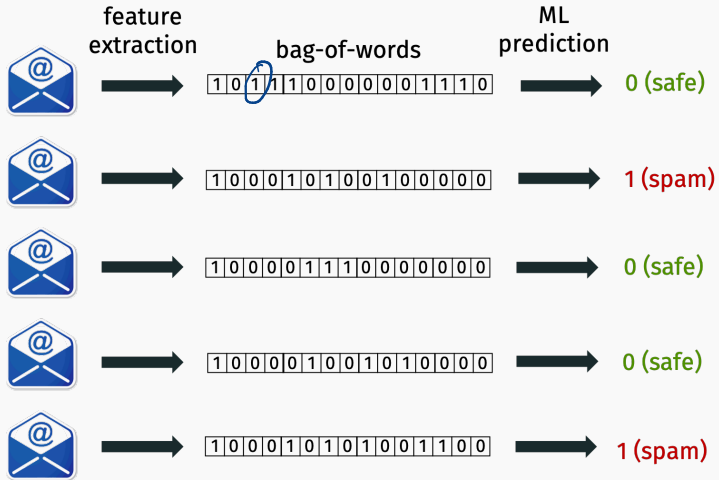 feature extraction
bag-of-words
ML prediction
@
1 0 1 1 1 0 0 0 0 0 0 1 1 1 0
0 (safe)
@
1 0 0 0 1 0 1 0 0 1 0 0 0 0 0
1 (spam)
@
1 0 0 0 0 1 1 1 0 0 0 0 0 0 0
0 (safe)
@
1 0 0 0 0 1 0 0 1 0 1 0 0 0 0
0 (safe)
@
1 0 0 0 1 0 1 0 1 0 0 1 1 0 0
1 (spam)